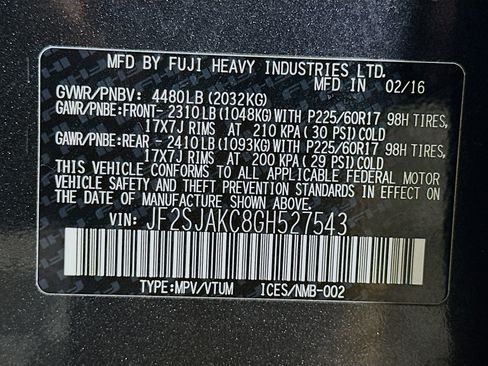 MFD BY FUJI HEAVY INDUSTRIES LTD.
MFD IN 02/16
GVWR/PNBV: 4480LB (2032KG)
GAWR/PNBE:FRONT- 2310LB (1048KG) WITH P225/60R17 98H TIRES,
17X7J RIMS AT 210 KPA ( 30 PSI) COLD
GAWR/PNBE:REAR - 2410LB (1093KG) WITH P225/60R17 98H TIRES,
17X7J RIMS AT 200 KPA ( 29 PSI) COLD
THIS VEHICLE CONFORMS TO ALL APPLICABLE FEDERAL MOTOR
VEHICLE SAFETY AND THEFT PREVENTION STANDARDS IN EFFECT ON
THE DATE OF MANUFACTURE SHOWN ABOVE.
VIN: JF2SJAKC8GH527543
TYPE:MPV/VTUM ICES/NMB-002